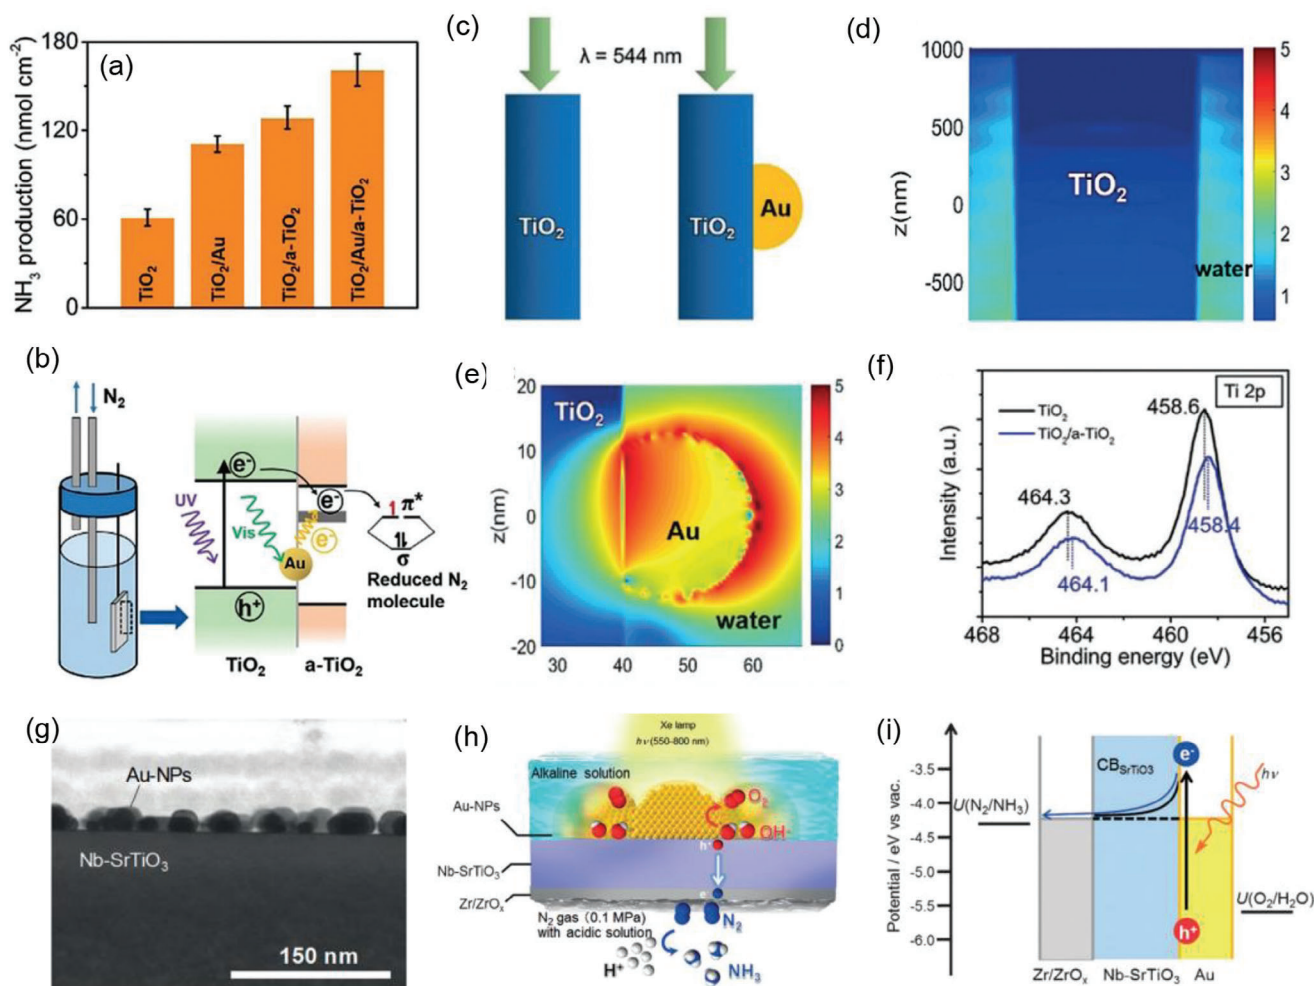 (a)
NH3 production (nmol cm-2)
180
120
60
0
TiO2
TiO2/Au
TiO2/a-TiO2
TiO2/Au/a-TiO2
(c)
λ = 544 nm
TiO2
TiO2
Au
(d)
z(nm)
1000
500
0
-500
TiO2
water
5
4
3
2
1
(b)
N2
UV
Vis
e-
e-
e-
h+
Au
1 π*
σ
Reduced N2
molecule
TiO2
a-TiO2
(e)
z(nm)
20
10
0
-10
-20
TiO2
Au
water
30 40 50 60
5
4
3
2
1
0
(f)
Ti 2p
TiO2
TiO2/a-TiO2
458.6
464.3
458.4
464.1
Intensity (a.u.)
468 464 460 456
Binding energy (eV)
(g)
Au-NPs
Nb-SrTiO3
150 nm
(h)
Xe lamp
hν (550-800 nm)
Alkaline solution
Au-NPs
O2
OH-
h+
Nb-SrTiO3
e-
Zr/ZrOx
N2 gas (0.1 MPa)
with acidic solution
N2
H+
NH3
(i)
Potential / eV vs vac.
-3.5
-4.0
-4.5
-5.0
-5.5
-6.0
CBSrTiO3
e-
hν
U(N2/NH3)
U(O2/H2O)
h+
Zr/ZrOx
Nb-SrTiO3
Au